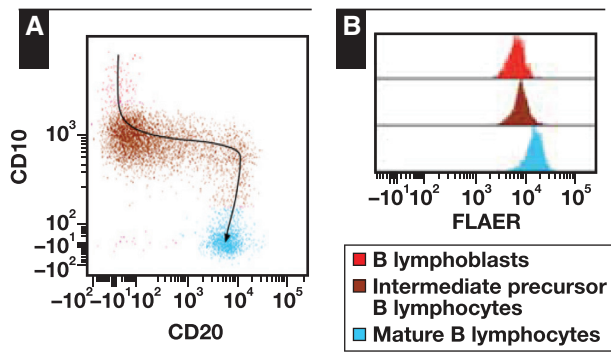 A
B
CD10
10³
10²
−10¹
−10²
−10² −10¹ 10² 10³ 10⁴ 10⁵
CD20
−10¹ 10² 10³ 10⁴ 10⁵
FLAER
B lymphoblasts
Intermediate precursor
B lymphocytes
Mature B lymphocytes